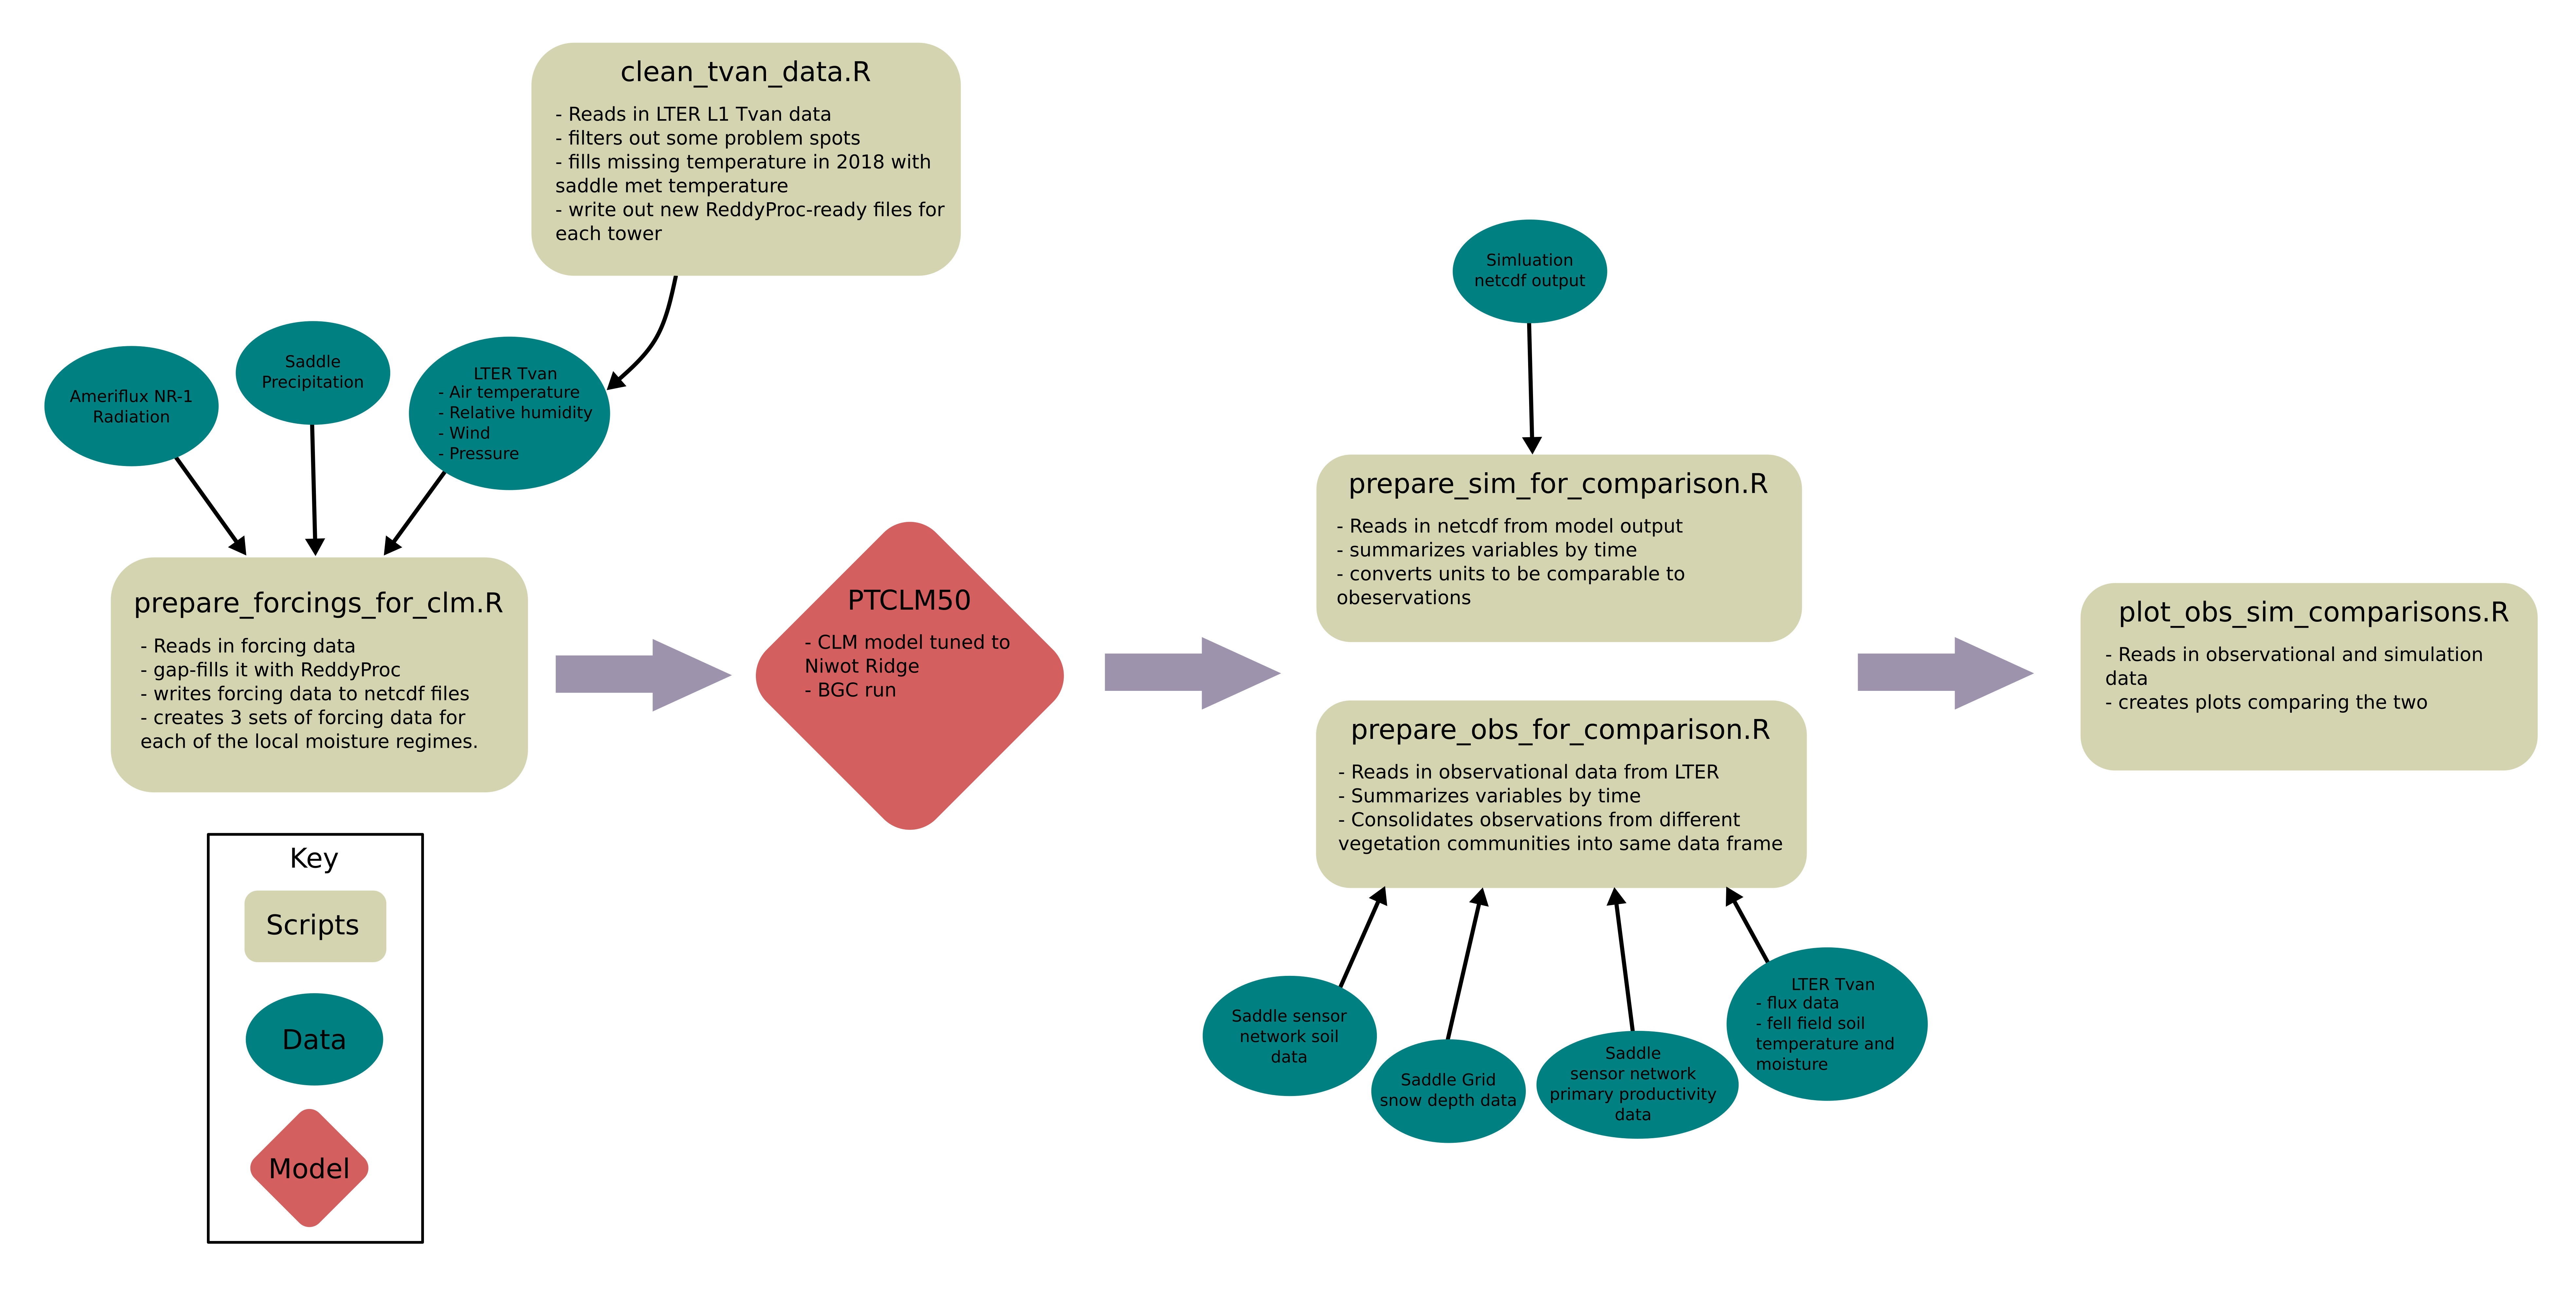 clean_tvan_data.R
- Reads in LTER L1 Tvan data
- filters out some problem spots
- fills missing temperature in 2018 with
saddle met temperature
- write out new ReddyProc-ready files for
each tower
Ameriflux NR-1
Radiation
Saddle
Precipitation
LTER Tvan
- Air temperature
- Relative humidity
- Wind
- Pressure
prepare_forcings_for_clm.R
- Reads in forcing data
- gap-fills it with ReddyProc
- writes forcing data to netcdf files
- creates 3 sets of forcing data for
each of the local moisture regimes.
PTCLM50
- CLM model tuned to
Niwot Ridge
- BGC run
Simluation
netcdf output
prepare_sim_for_comparison.R
- Reads in netcdf from model output
- summarizes variables by time
- converts units to be comparable to
obeservations
prepare_obs_for_comparison.R
- Reads in observational data from LTER
- Summarizes variables by time
- Consolidates observations from different
vegetation communities into same data frame
Saddle sensor
network soil
data
Saddle Grid
snow depth data
Saddle
sensor network
primary productivity
data
LTER Tvan
- flux data
- fell field soil
temperature and
moisture
plot_obs_sim_comparisons.R
- Reads in observational and simulation
data
- creates plots comparing the two
Key
Scripts
Data
Model